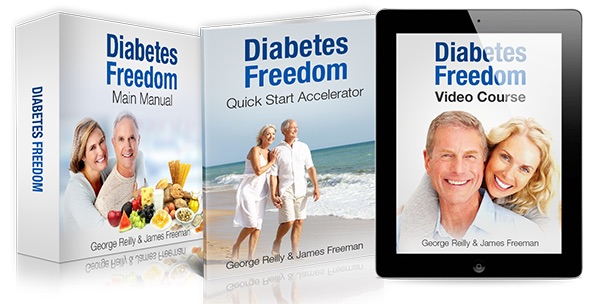 DIABETES FREEDOM
Diabetes
Freedom
Main Manual
George Reilly & James Freeman
Diabetes
Freedom
Quick Start Accelerator
George Reilly & James Freeman
Diabetes
Freedom
Video Course
George Reilly & James Freeman